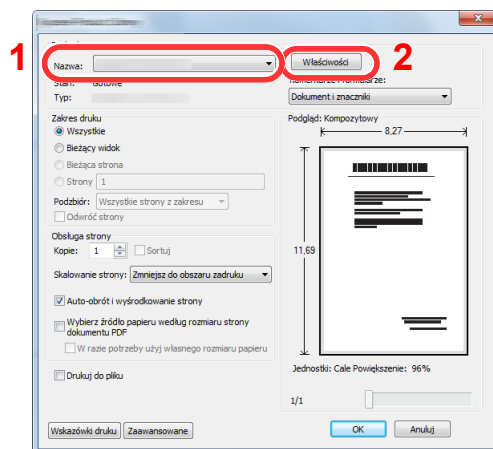 1
2
Nazwa:
Właściwości
Stan: Gotowe
Komentarze i formularze:
Typ:
Dokument i znaczniki
Zakres druku
Podgląd: Kompozytowy
Wszystkie
8,27
Bieżący widok
Bieżąca strona
Strony 1
Podzbiór: Wszystkie strony z zakresu
Odwróć strony
Obsługa strony
Kopie: 1 Sortuj
11,69
Skalowanie strony: Zmniejsz do obszaru zadruku
Auto-obrót i wyśrodkowanie strony
Wybierz źródło papieru według rozmiaru strony
dokumentu PDF
W razie potrzeby użyj własnego rozmiaru papieru
Jednostki: Cale Powiększenie: 96%
Drukuj do pliku
1/1
Wskazówki druku Zaawansowane
OK Anuluj